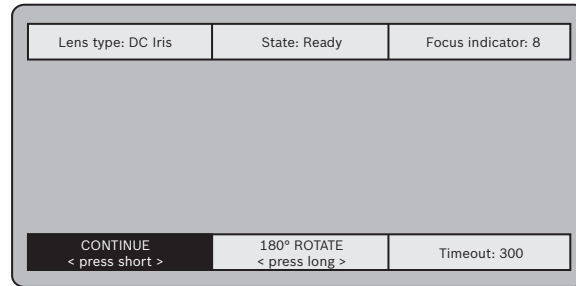 Lens type: DC Iris
State: Ready
Focus indicator: 8
CONTINUE
< press short >
180° ROTATE
< press long >
Timeout: 300